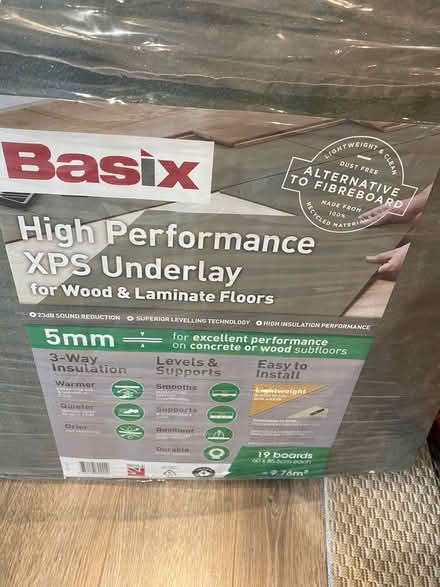 Basix
LIGHTWEIGHT & CLEAN
DUST FREE
ALTERNATIVE
TO FIBREBOARD
MADE FROM
100%
RECYCLED MATERIAL
High Performance
XPS Underlay
for Wood & Laminate Floors
23dB SOUND REDUCTION • SUPERIOR LEVELLING TECHNOLOGY • HIGH INSULATION PERFORMANCE
5mm
for excellent performance
on concrete or wood subfloors
3-Way
Insulation
Levels &
Supports
Easy to
Install
Warmer
Smooths
Lightweight
Quieter
Supports
Drier
Resilient
Durable
19 boards
9.76m²